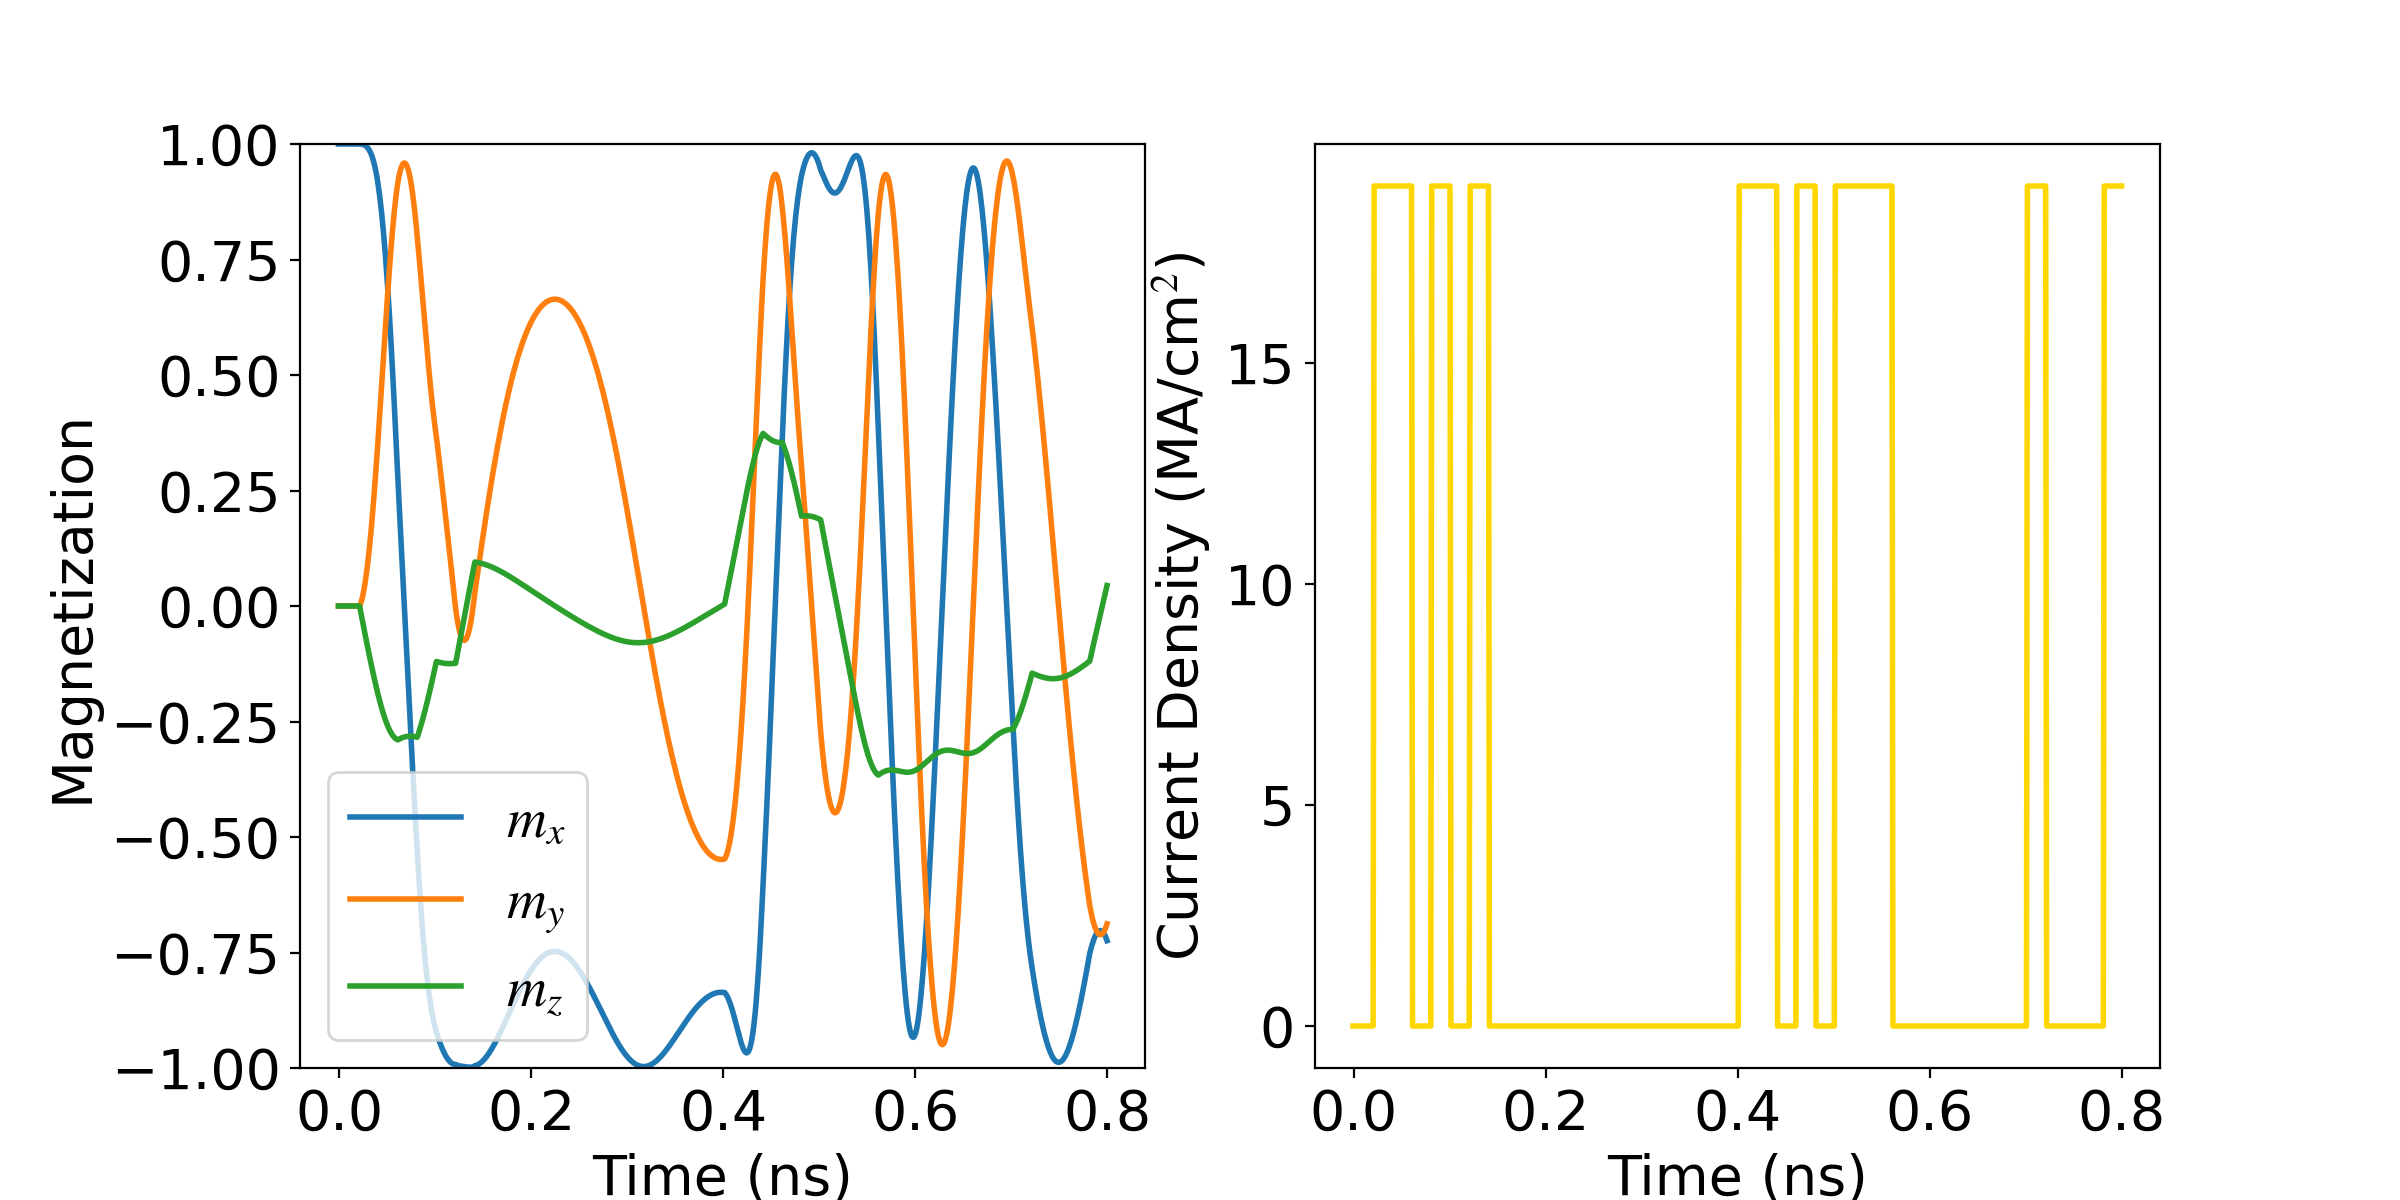 1.00
0.75
0.50
0.25
0.00
−0.25
−0.50
−0.75
−1.00
Magnetization
m_x
m_y
m_z
0.0 0.2 0.4 0.6 0.8
Time (ns)
Current Density (MA/cm²)
15
10
5
0
0.0 0.2 0.4 0.6 0.8
Time (ns)